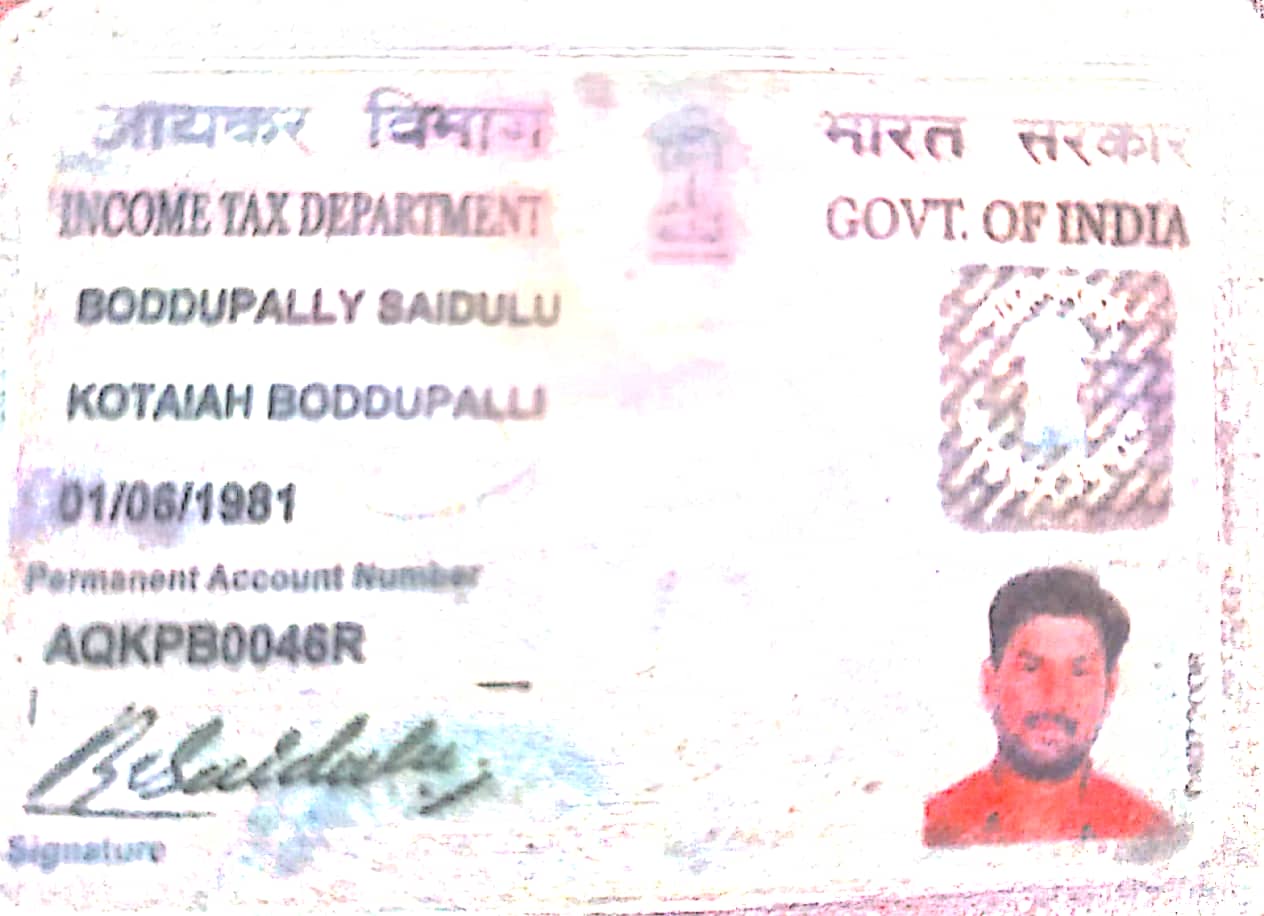 आयकर विभाग
भारत सरकार
INCOME TAX DEPARTMENT
GOVT. OF INDIA
BODDUPALLY SAIDULU
KOTAIAH BODDUPALLI
01/06/1981
Permanent Account Number
AQKPB0046R
B Saidulu
Signature